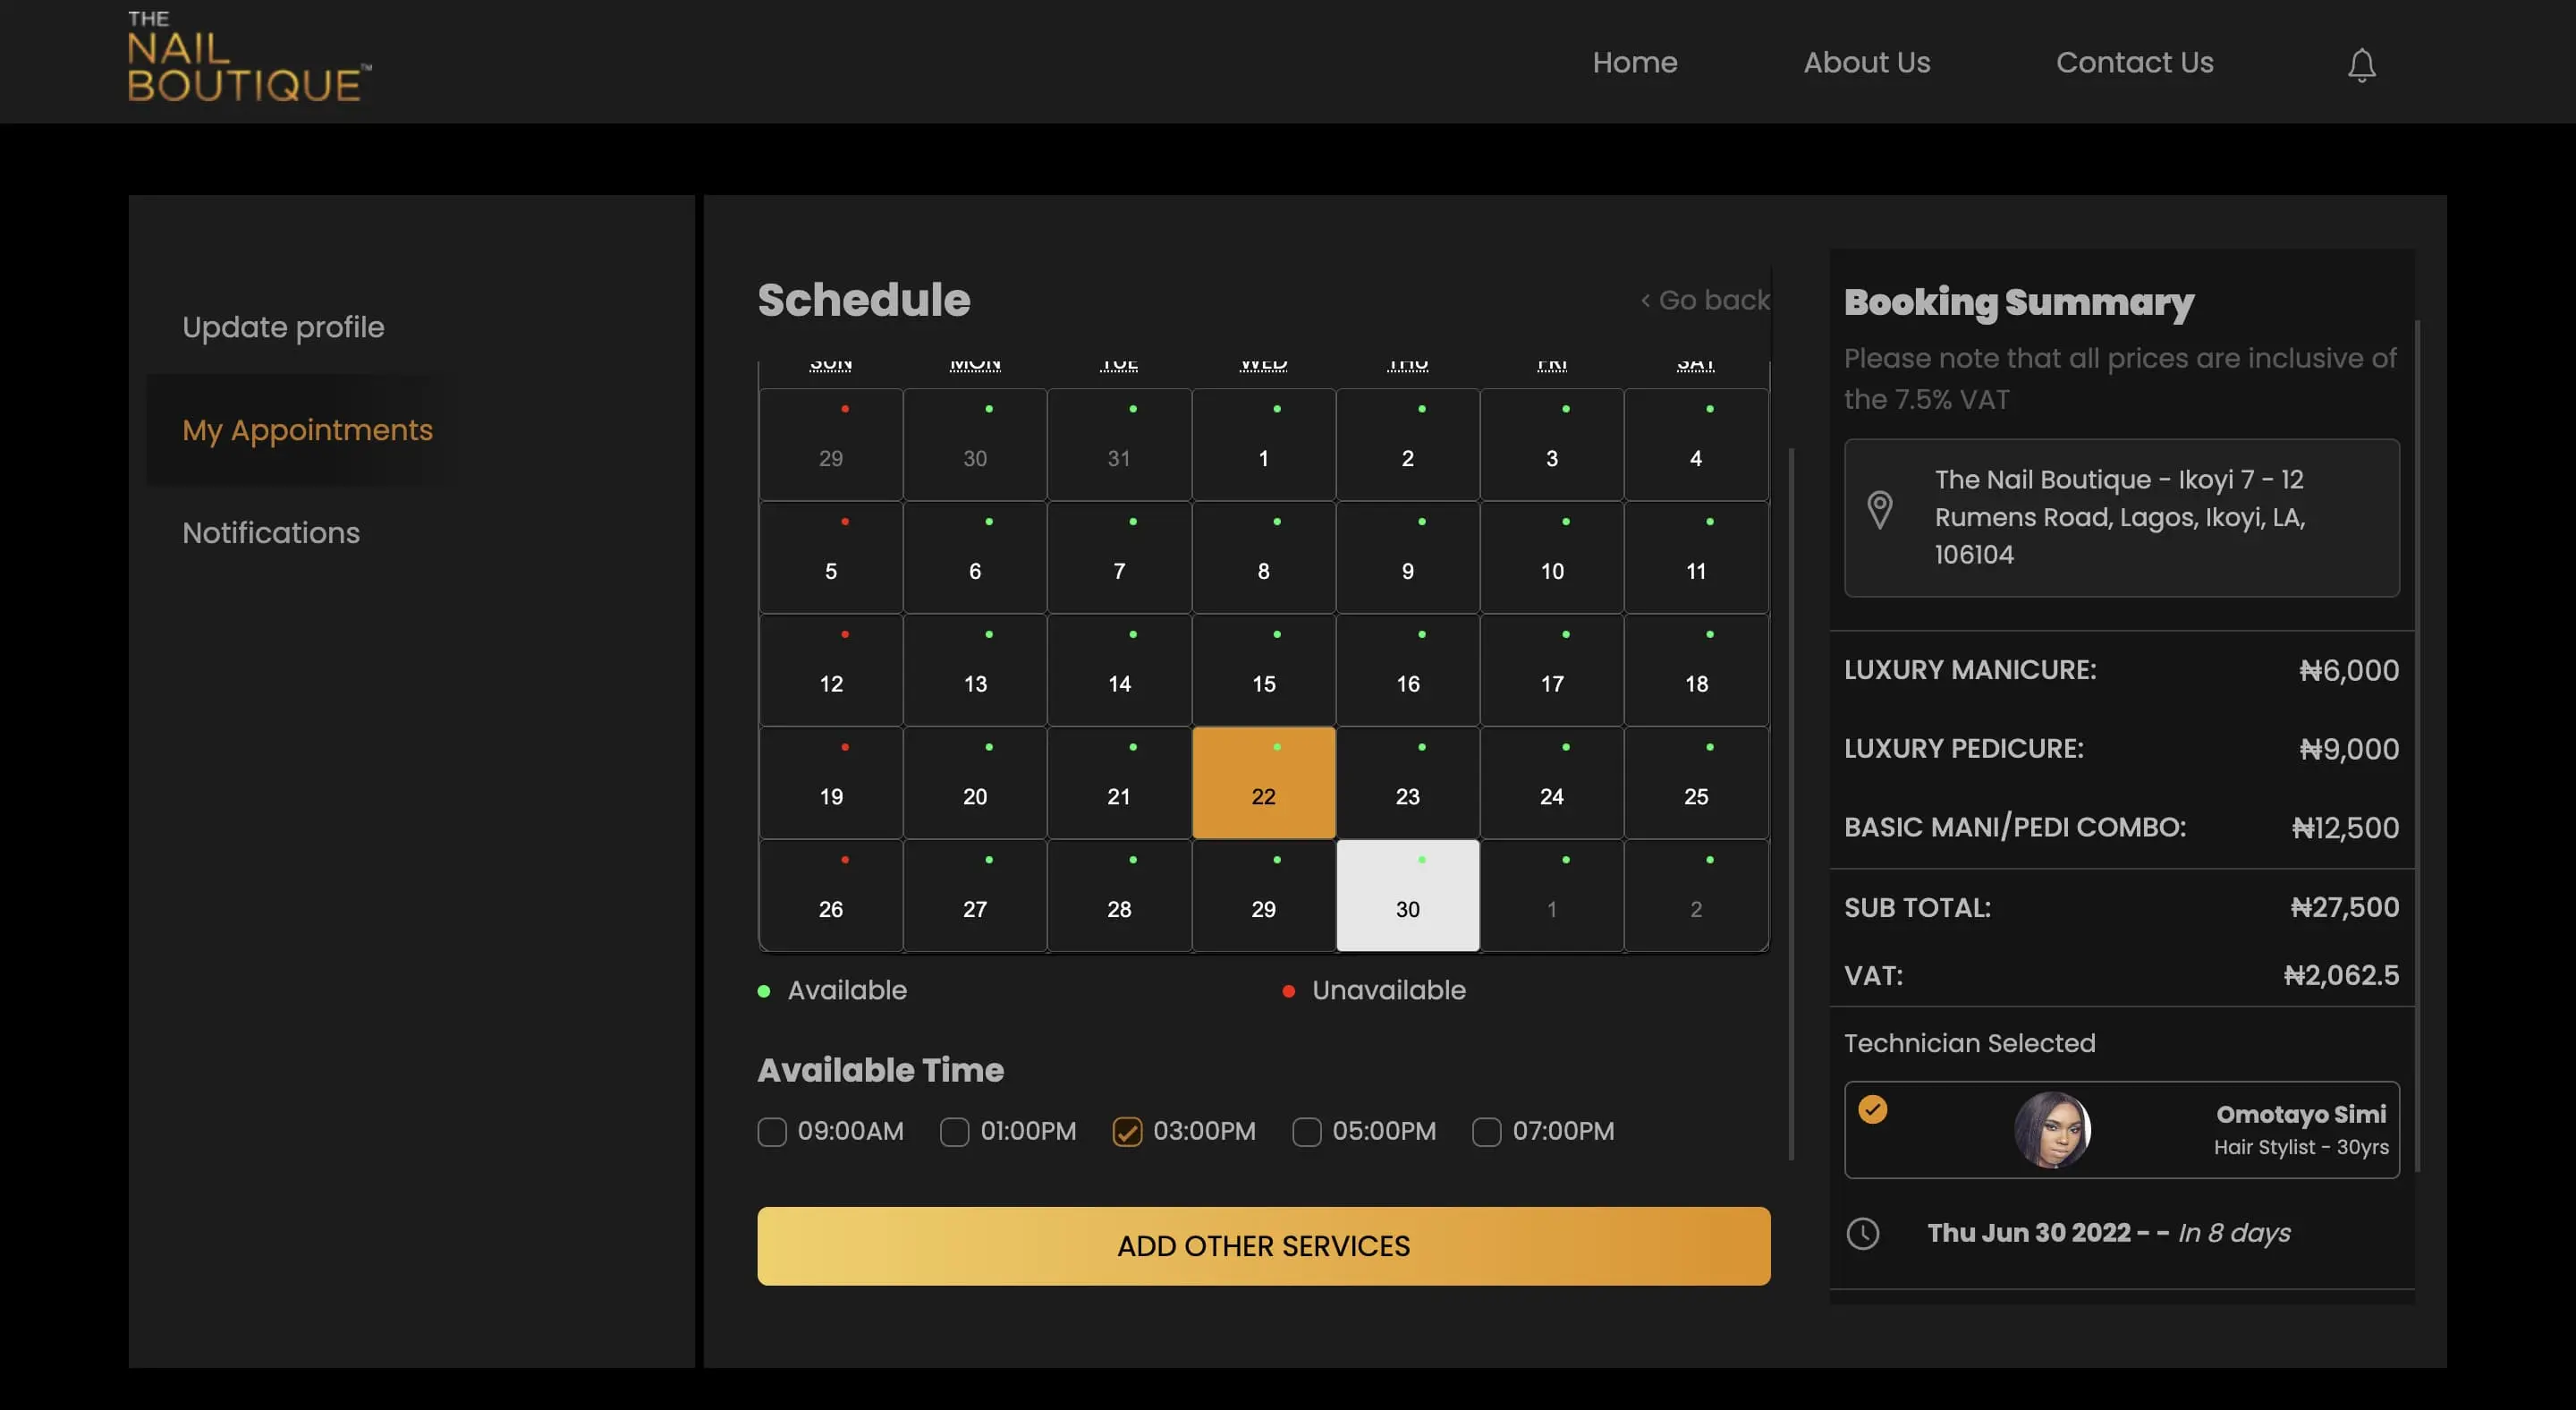 THE
NAIL
BOUTIQUE™
Home
About Us
Contact Us
Update profile
My Appointments
Notifications
Schedule
‹ Go back
SUN MON TUE WED THU FRI SAT
29 30 31 1 2 3 4
5 6 7 8 9 10 11
12 13 14 15 16 17 18
19 20 21 22 23 24 25
26 27 28 29 30 1 2
Available
Unavailable
Available Time
09:00AM 01:00PM 03:00PM 05:00PM 07:00PM
ADD OTHER SERVICES
Booking Summary
Please note that all prices are inclusive of
the 7.5% VAT
The Nail Boutique - Ikoyi 7 - 12
Rumens Road, Lagos, Ikoyi, LA,
106104
LUXURY MANICURE: ₦6,000
LUXURY PEDICURE: ₦9,000
BASIC MANI/PEDI COMBO: ₦12,500
SUB TOTAL: ₦27,500
VAT: ₦2,062.5
Technician Selected
Omotayo Simi
Hair Stylist - 30yrs
Thu Jun 30 2022 - - In 8 days